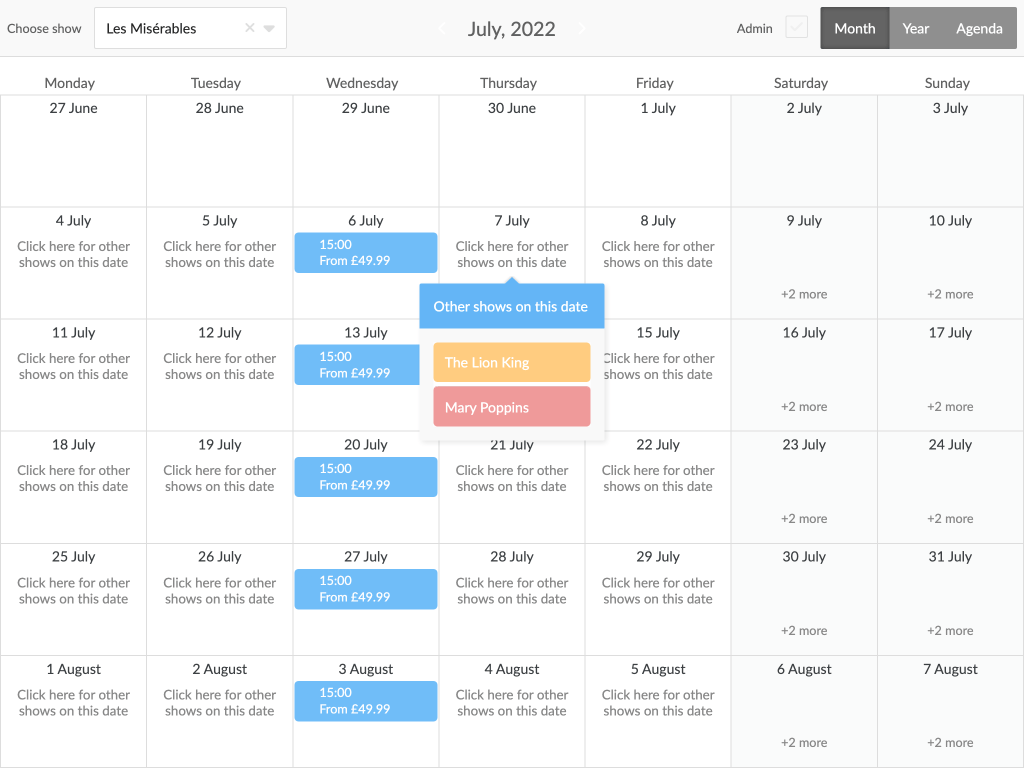 Choose show
Les Misérables
July, 2022
Admin
Month
Year
Agenda
Monday
Tuesday
Wednesday
Thursday
Friday
Saturday
Sunday
27 June
28 June
29 June
30 June
1 July
2 July
3 July
4 July
Click here for other
shows on this date
5 July
Click here for other
shows on this date
6 July
15:00
From £49.99
7 July
Click here for other
shows on this date
8 July
Click here for other
shows on this date
9 July
+2 more
10 July
+2 more
Other shows on this date
The Lion King
Mary Poppins
11 July
Click here for other
shows on this date
12 July
Click here for other
shows on this date
13 July
15:00
From £49.99
15 July
Click here for other
shows on this date
16 July
+2 more
17 July
+2 more
18 July
Click here for other
shows on this date
19 July
Click here for other
shows on this date
20 July
15:00
From £49.99
21 July
Click here for other
shows on this date
22 July
Click here for other
shows on this date
23 July
+2 more
24 July
+2 more
25 July
Click here for other
shows on this date
26 July
Click here for other
shows on this date
27 July
15:00
From £49.99
28 July
Click here for other
shows on this date
29 July
Click here for other
shows on this date
30 July
+2 more
31 July
+2 more
1 August
Click here for other
shows on this date
2 August
Click here for other
shows on this date
3 August
15:00
From £49.99
4 August
Click here for other
shows on this date
5 August
Click here for other
shows on this date
6 August
+2 more
7 August
+2 more